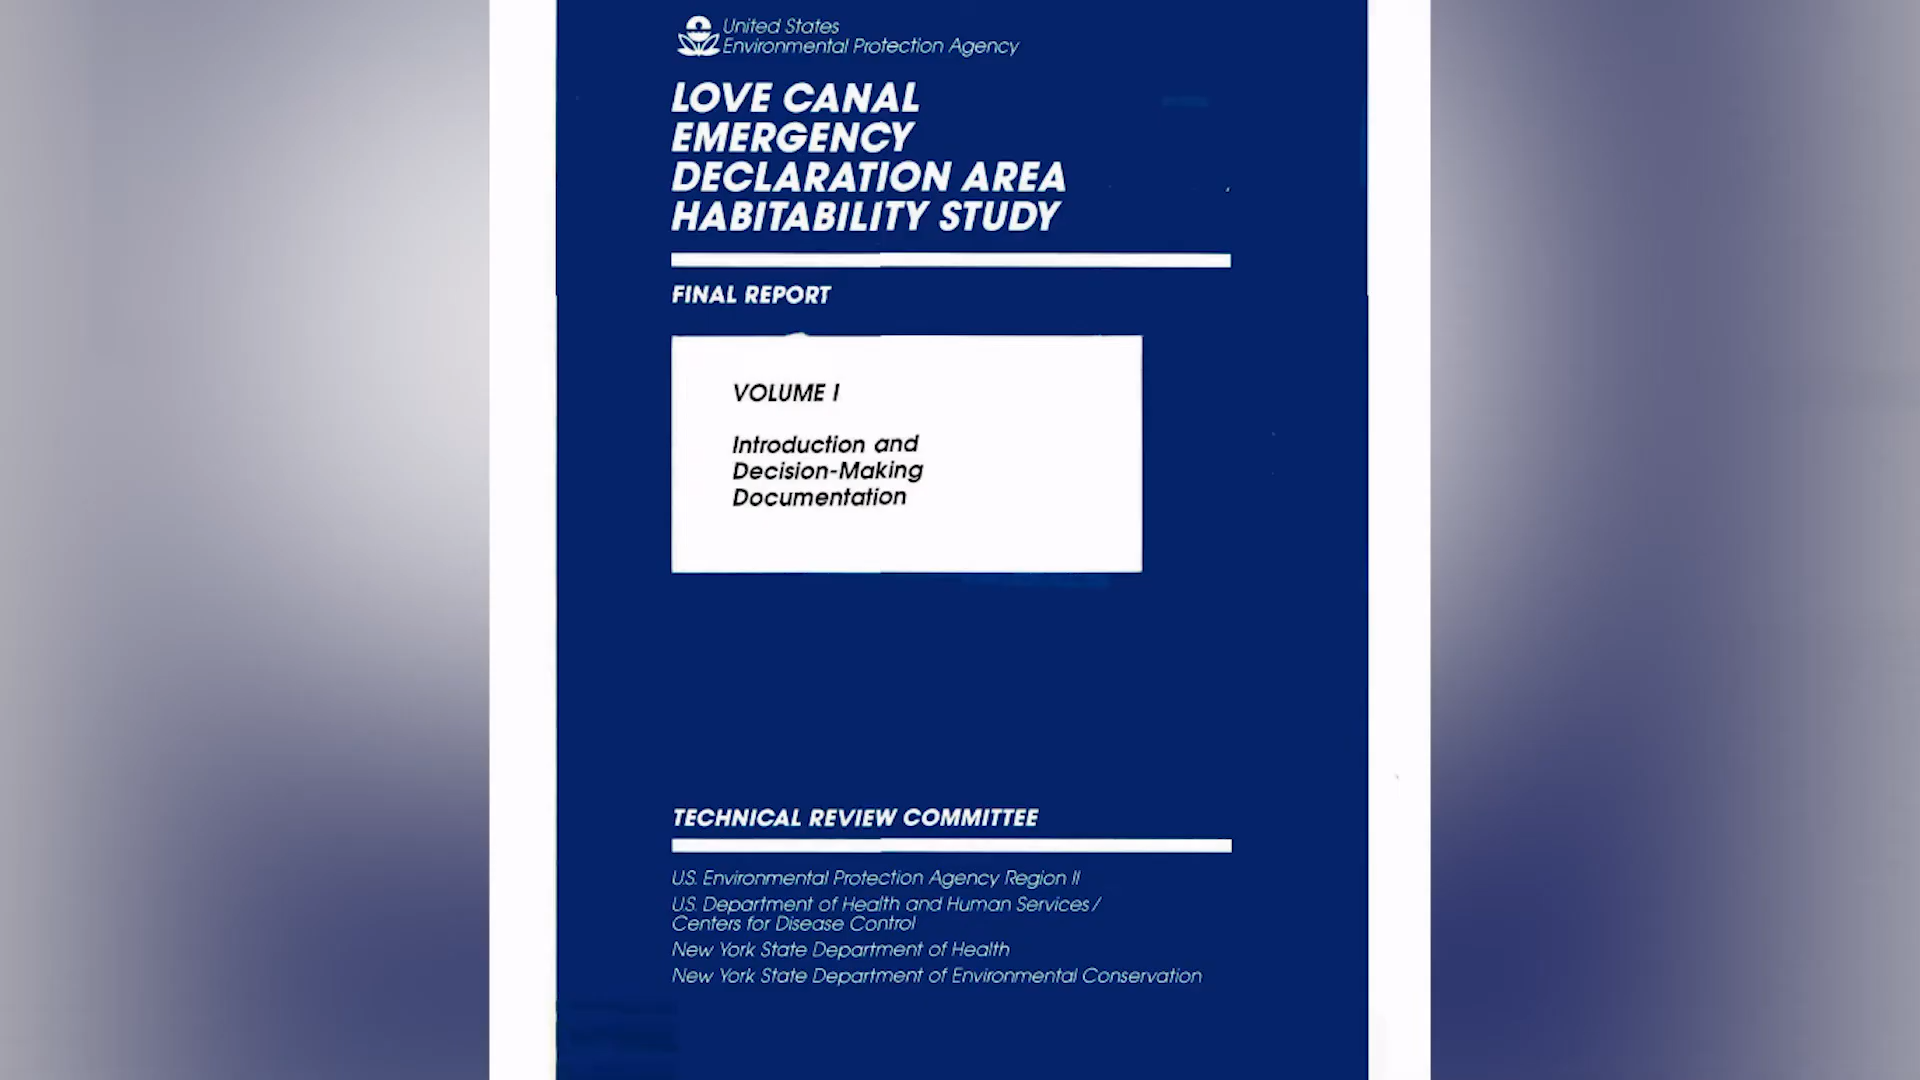 United States
Environmental Protection Agency
LOVE CANAL
EMERGENCY
DECLARATION AREA
HABITABILITY STUDY
FINAL REPORT
VOLUME I
Introduction and
Decision-Making
Documentation
TECHNICAL REVIEW COMMITTEE
U.S. Environmental Protection Agency Region II
U.S. Department of Health and Human Services/
Centers for Disease Control
New York State Department of Health
New York State Department of Environmental Conservation